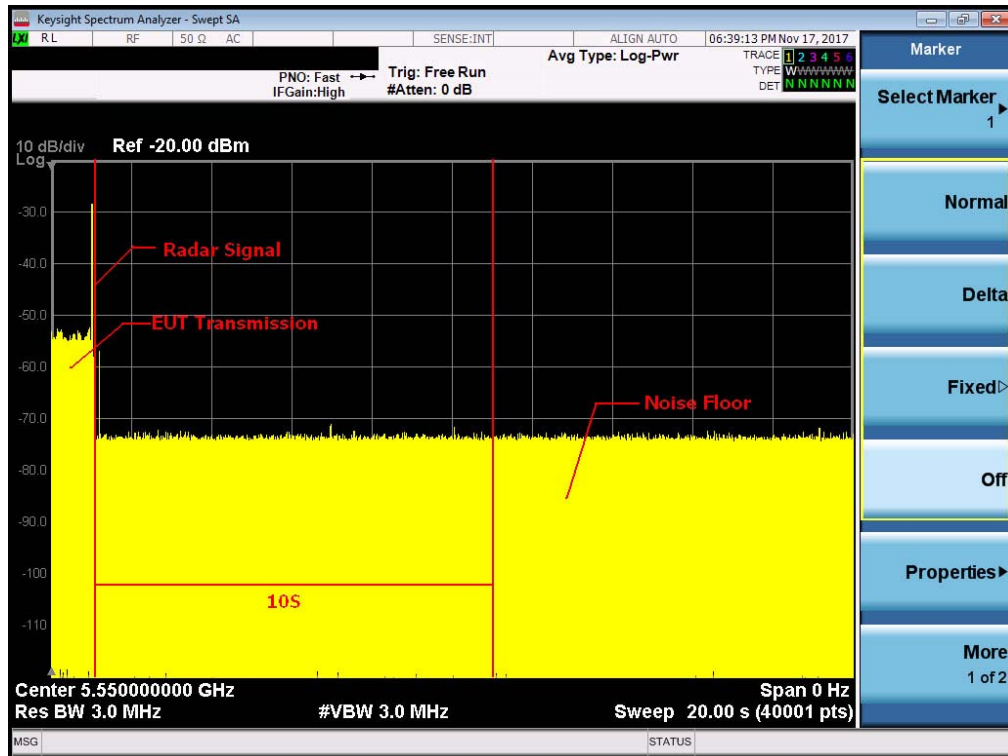 Keysight Spectrum Analyzer - Swept SA
LXI RL RF 50 Ω AC SENSE:INT ALIGN AUTO 06:39:13 PM Nov 17, 2017
Marker
PNO: Fast Trig: Free Run Avg Type: Log-Pwr TRACE 1 2 3 4 5 6
IFGain:High #Atten: 0 dB TYPE WWWWWWW
DET N N N N N N
Select Marker
1
10 dB/div Ref -20.00 dBm
Log
Normal
-30.0
Radar Signal
-40.0
Delta
-50.0
EUT Transmission
-60.0
Fixed
Noise Floor
-70.0
-80.0
Off
-90.0
-100
Properties
10S
-110
More
1 of 2
Center 5.550000000 GHz Span 0 Hz
Res BW 3.0 MHz #VBW 3.0 MHz Sweep 20.00 s (40001 pts)
MSG STATUS